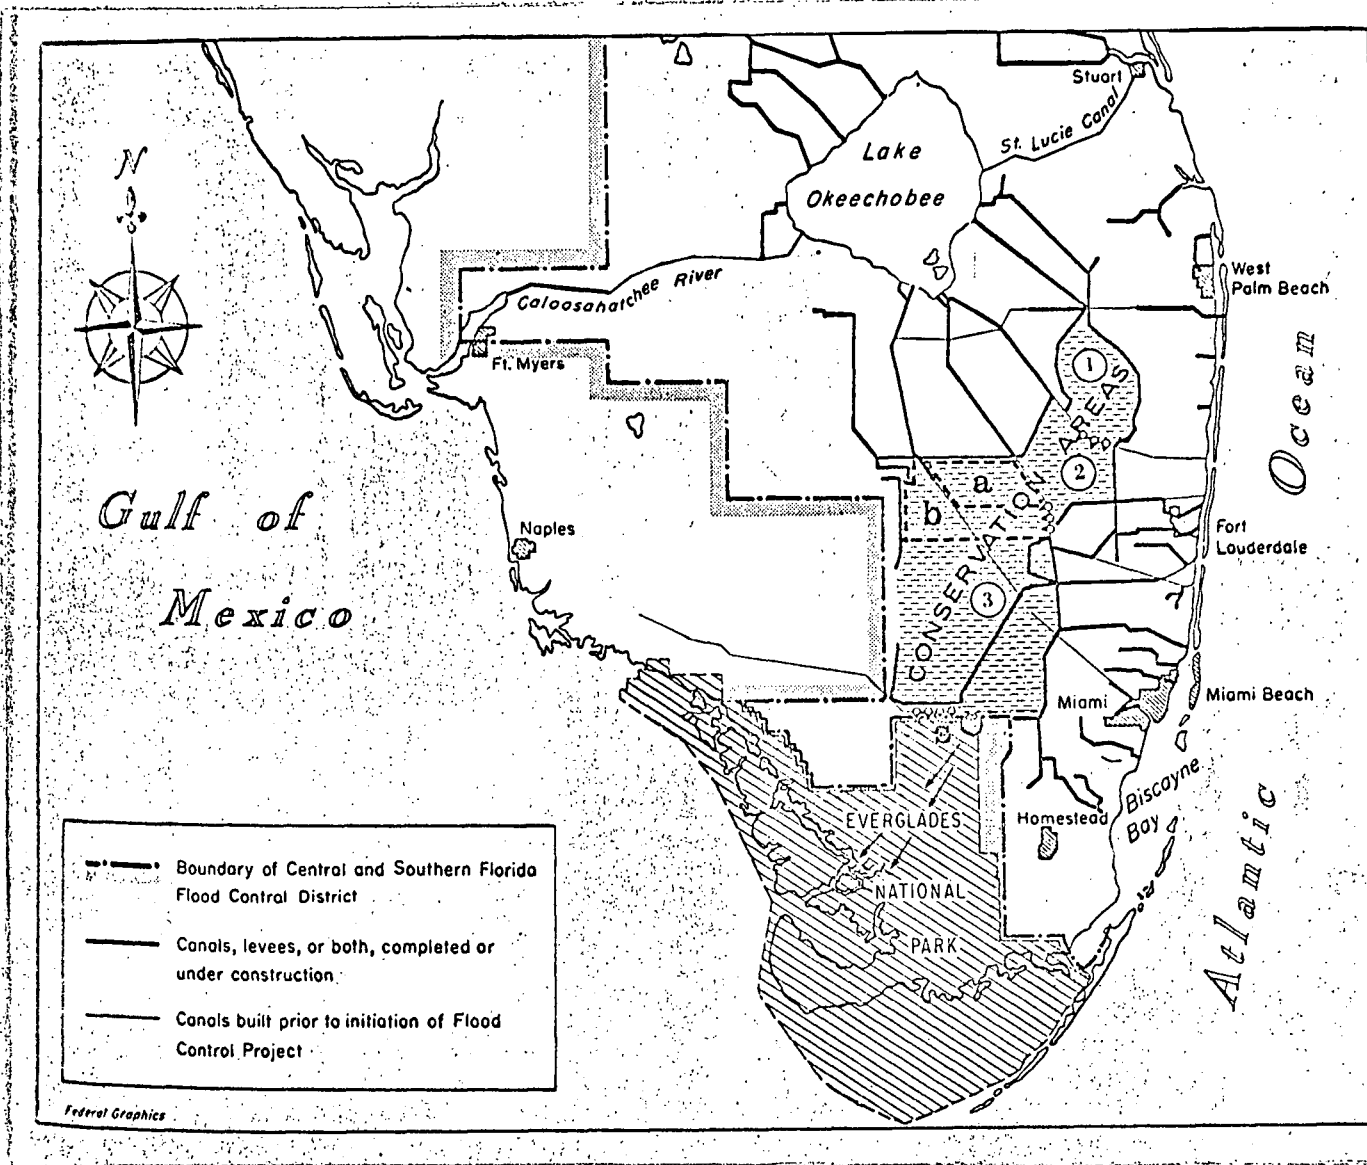 Stuart
St. Lucie Canal
Lake
Okeechobee
N
West
Palm Beach
Caloosahatchee River
Ft. Myers
1
CONSERVATION AREAS
2
a
b
3
Gulf of
Mexico
Naples
Fort
Lauderdale
Miami
Miami Beach
Atlantic Ocean
Biscayne
Bay
Homestead
EVERGLADES
NATIONAL
PARK
Boundary of Central and Southern Florida
Flood Control District
Canals, levees, or both, completed or
under construction
Canals built prior to initiation of Flood
Control Project
Federal Graphics